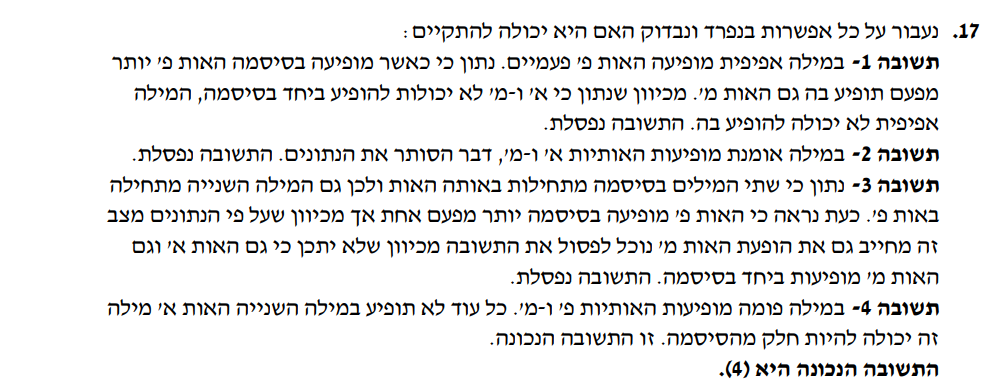 17. נעבור על כל אפשרות בנפרד ונבדוק האם היא יכולה להתקיים:
תשובה 1- במילה אפיפית מופיעה האות פ' פעמיים. נתון כי כאשר מופיעה בסיסמה האות פ' יותר
מפעם תופיע בה גם האות מ'. מכיוון שנתון כי א' ו-מ' לא יכולות להופיע ביחד בסיסמה, המילה
אפיפית לא יכולה להופיע בה. התשובה נפסלת.
תשובה 2- במילה אומנת מופיעות האותיות א' ו-מ', דבר הסותר את הנתונים. התשובה נפסלת.
תשובה 3- נתון כי שתי המילים בסיסמה מתחילות באותה האות ולכן גם המילה השנייה מתחילה
באות פ'. כעת נראה כי האות פ' מופיעה בסיסמה יותר מפעם אחת אך מכיוון שעל פי הנתונים מצב
זה מחייב גם את הופעת האות מ' נוכל לפסול את התשובה מכיוון שלא יתכן כי גם האות א' וגם
האות מ' מופיעות ביחד בסיסמה. התשובה נפסלת.
תשובה 4- במילה פומה מופיעות האותיות פ' ו-מ'. כל עוד לא תופיע במילה השנייה האות א' מילה
זה יכולה להיות חלק מהסיסמה. זו התשובה הנכונה.
התשובה הנכונה היא (4).